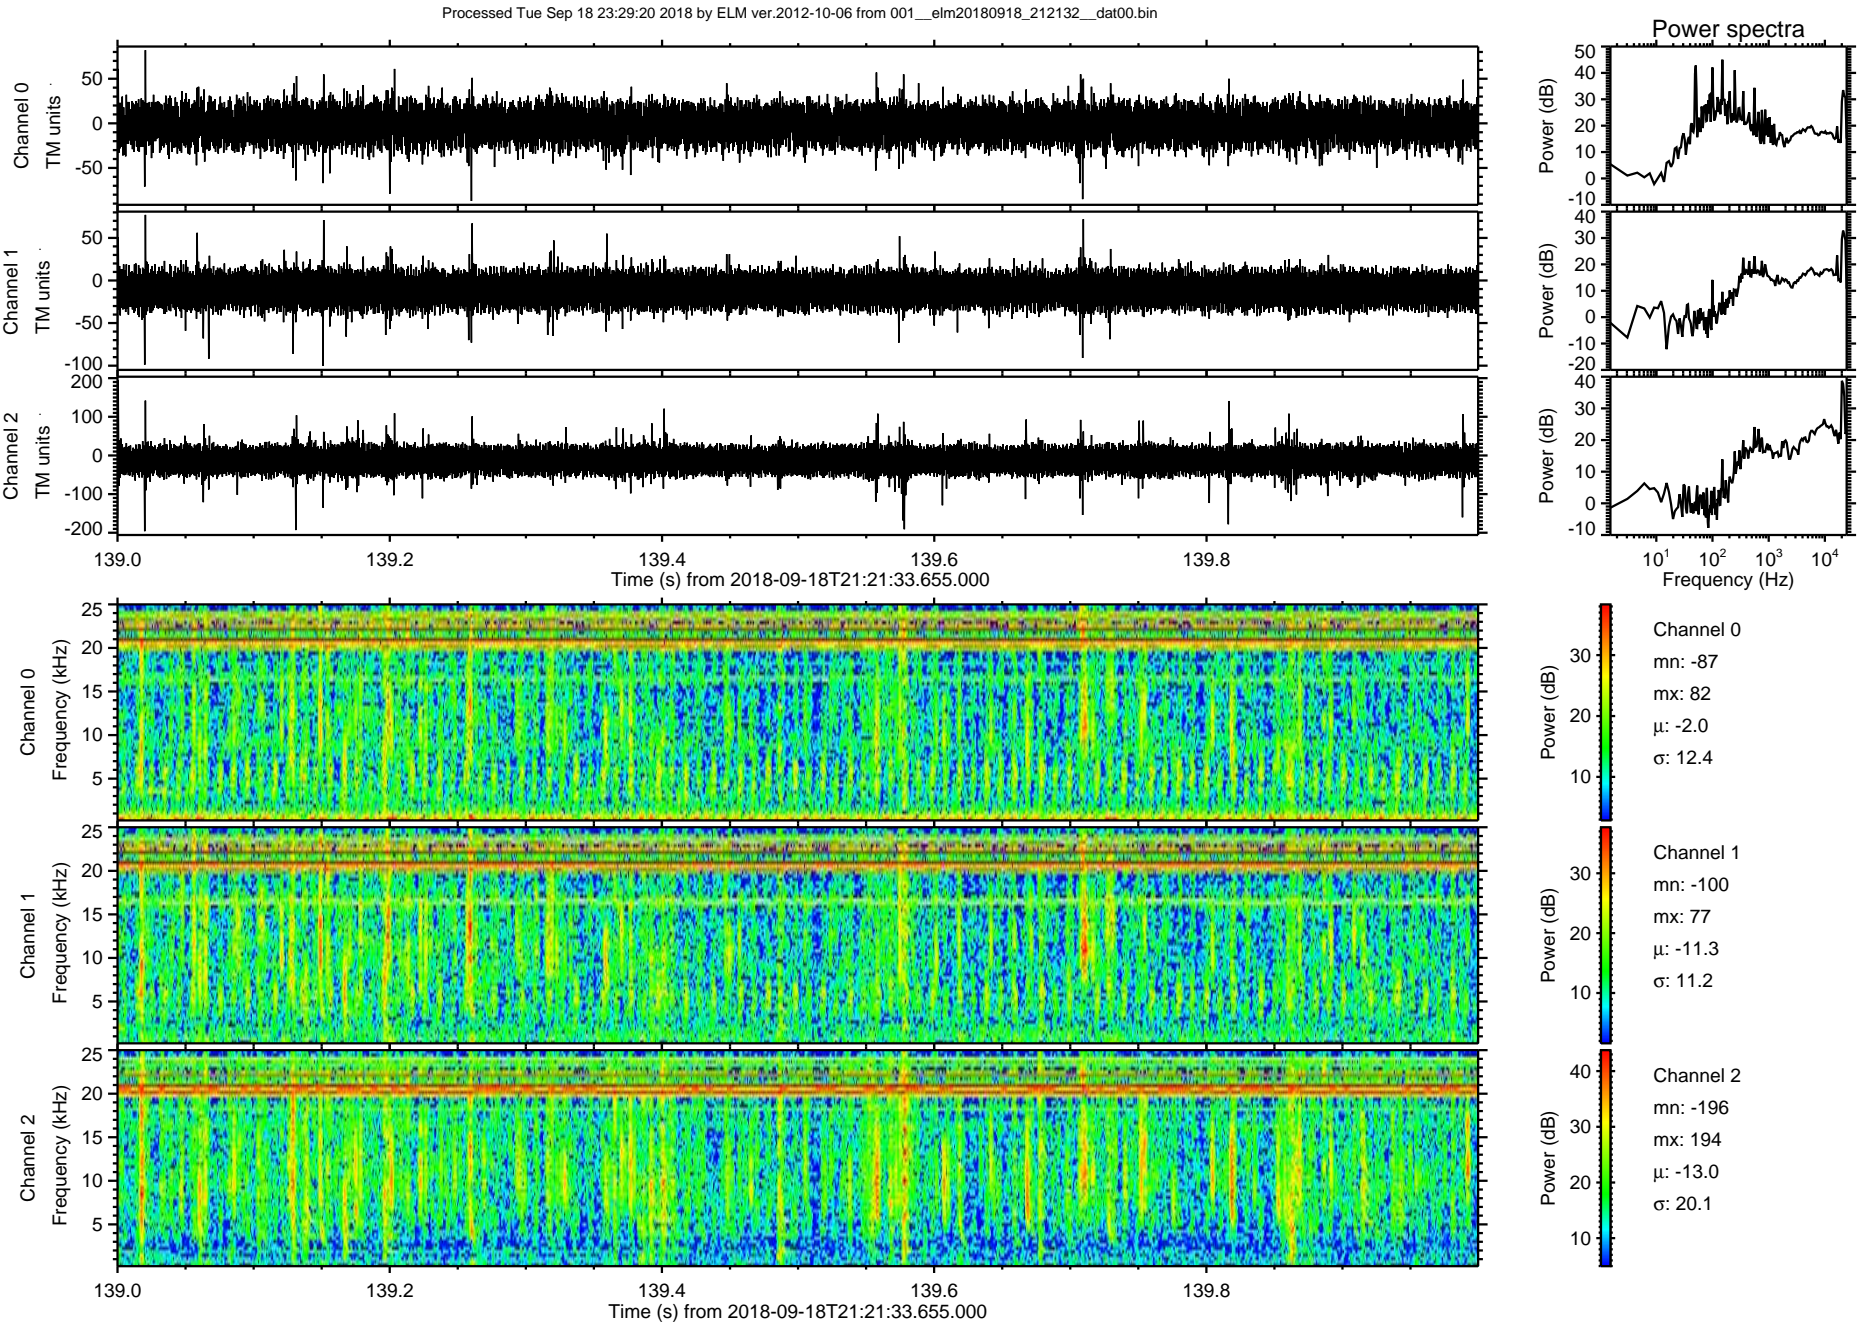 Processed Tue Sep 18 23:29:20 2018 by ELM ver.2012-10-06 from 001__elm20180918_212132__dat00.bin
Power spectra
Channel 0
TM units
50
0
-50
Power (dB)
50
40
30
20
10
0
-10
Channel 1
TM units
50
0
-50
-100
Power (dB)
40
30
20
10
0
-10
-20
Channel 2
TM units
200
100
0
-100
-200
Power (dB)
40
30
20
10
0
-10
139.0 139.2 139.4 139.6 139.8
Time (s) from 2018-09-18T21:21:33.655.000
10¹ 10² 10³ 10⁴
Frequency (Hz)
Channel 0
Frequency (kHz)
25
20
15
10
5
Power (dB)
30
20
10
Channel 0
mn: -87
mx: 82
μ: -2.0
σ: 12.4
Channel 1
Frequency (kHz)
25
20
15
10
5
Power (dB)
30
20
10
Channel 1
mn: -100
mx: 77
μ: -11.3
σ: 11.2
Channel 2
Frequency (kHz)
25
20
15
10
5
Power (dB)
40
30
20
10
Channel 2
mn: -196
mx: 194
μ: -13.0
σ: 20.1
139.0 139.2 139.4 139.6 139.8
Time (s) from 2018-09-18T21:21:33.655.000